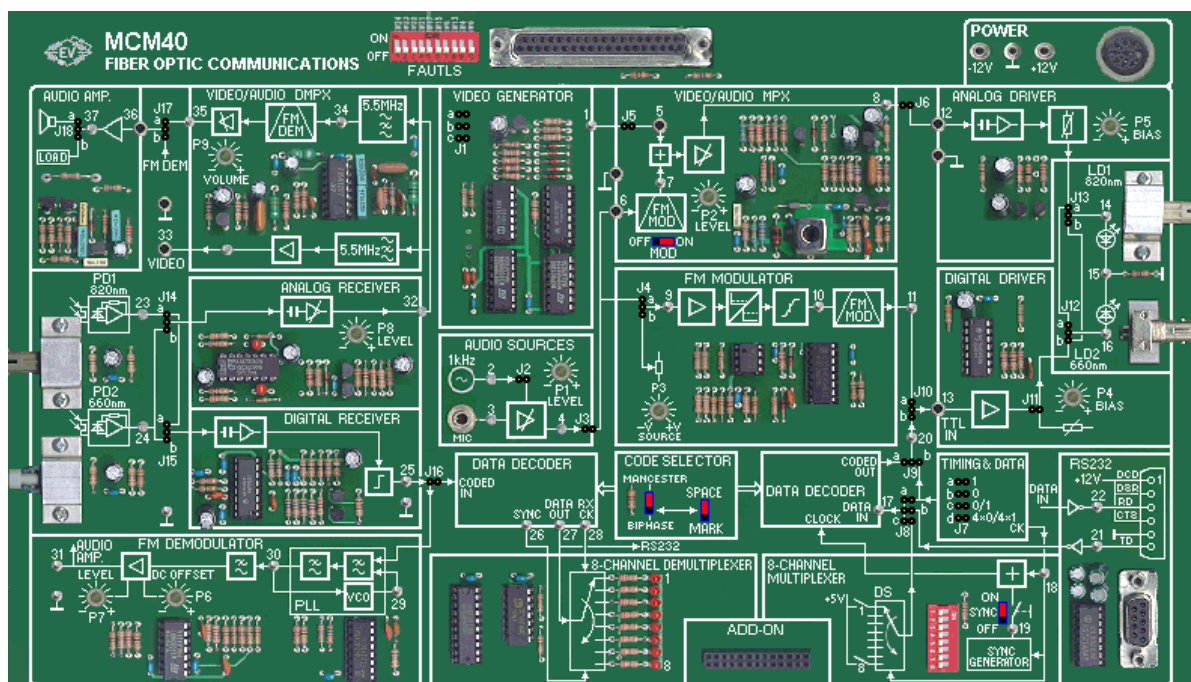 EV
MCM40
FIBER OPTIC COMMUNICATIONS
ON
OFF
FAUTLS
POWER
-12V
+12V
AUDIO AMP.
37
36
J18
a
b
LOAD
J17
a
b
FM DEM
VIDEO/AUDIO DMPX
35
FM
DEM
34
5.5MHz
P9
VOLUME
33
VIDEO
5.5MHz
VIDEO GENERATOR
a
b
c
J1
1
J5
VIDEO/AUDIO MPX
5
8
J6
7
6
FM
MOD
P2
LEVEL
OFF
ON
MOD
ANALOG DRIVER
12
P5
BIAS
LD1
820nm
J13
a
b
14
15
J12
a
b
16
LD2
660nm
PD1
820nm
23
J14
a
b
ANALOG RECEIVER
32
P8
LEVEL
PD2
660nm
24
a
b
J15
DIGITAL RECEIVER
25
J16
a
b
AUDIO SOURCES
1kHz
2
J2
P1
LEVEL
MIC
3
4
J3
FM MODULATOR
J4
a
b
9
10
FM
MOD
11
P3
-V
+V
SOURCE
DIGITAL DRIVER
J10
a
b
13
TTL
IN
J11
P4
BIAS
20
DATA DECODER
CODED
IN
SYNC
DATA
OUT
RX
CK
26
27
28
RS232
CODE SELECTOR
MANCESTER
BIPHASE
SPACE
MARK
DATA DECODER
CODED
OUT
DATA
IN
CLOCK
17
a
b
J9
a
b
c
J8
TIMING & DATA
a
1
b
0
c
0/1
d
4×0/4×1
J7
CK
RS232
+12V
DCD
DSR
RD
CTS
TD
1
DATA
IN
22
21
FM DEMODULATOR
31
AUDIO
AMP.
30
LEVEL
P7
DC OFFSET
P6
PLL
VCO
29
8-CHANNEL DEMULTIPLEXER
1
8
ADD-ON
8-CHANNEL
MULTIPLEXER
+5V
1
8
DS
18
ON
SYNC
OFF
19
SYNC
GENERATOR